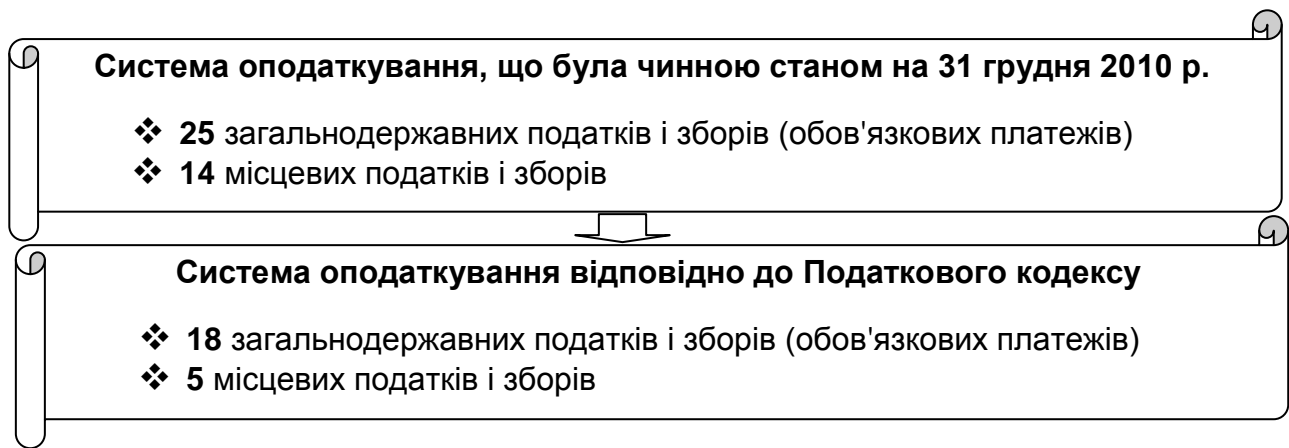 Система оподаткування, що була чинною станом на 31 грудня 2010 р.
❖ 25 загальнодержавних податків і зборів (обов'язкових платежів)
❖ 14 місцевих податків і зборів
Система оподаткування відповідно до Податкового кодексу
❖ 18 загальнодержавних податків і зборів (обов'язкових платежів)
❖ 5 місцевих податків і зборів